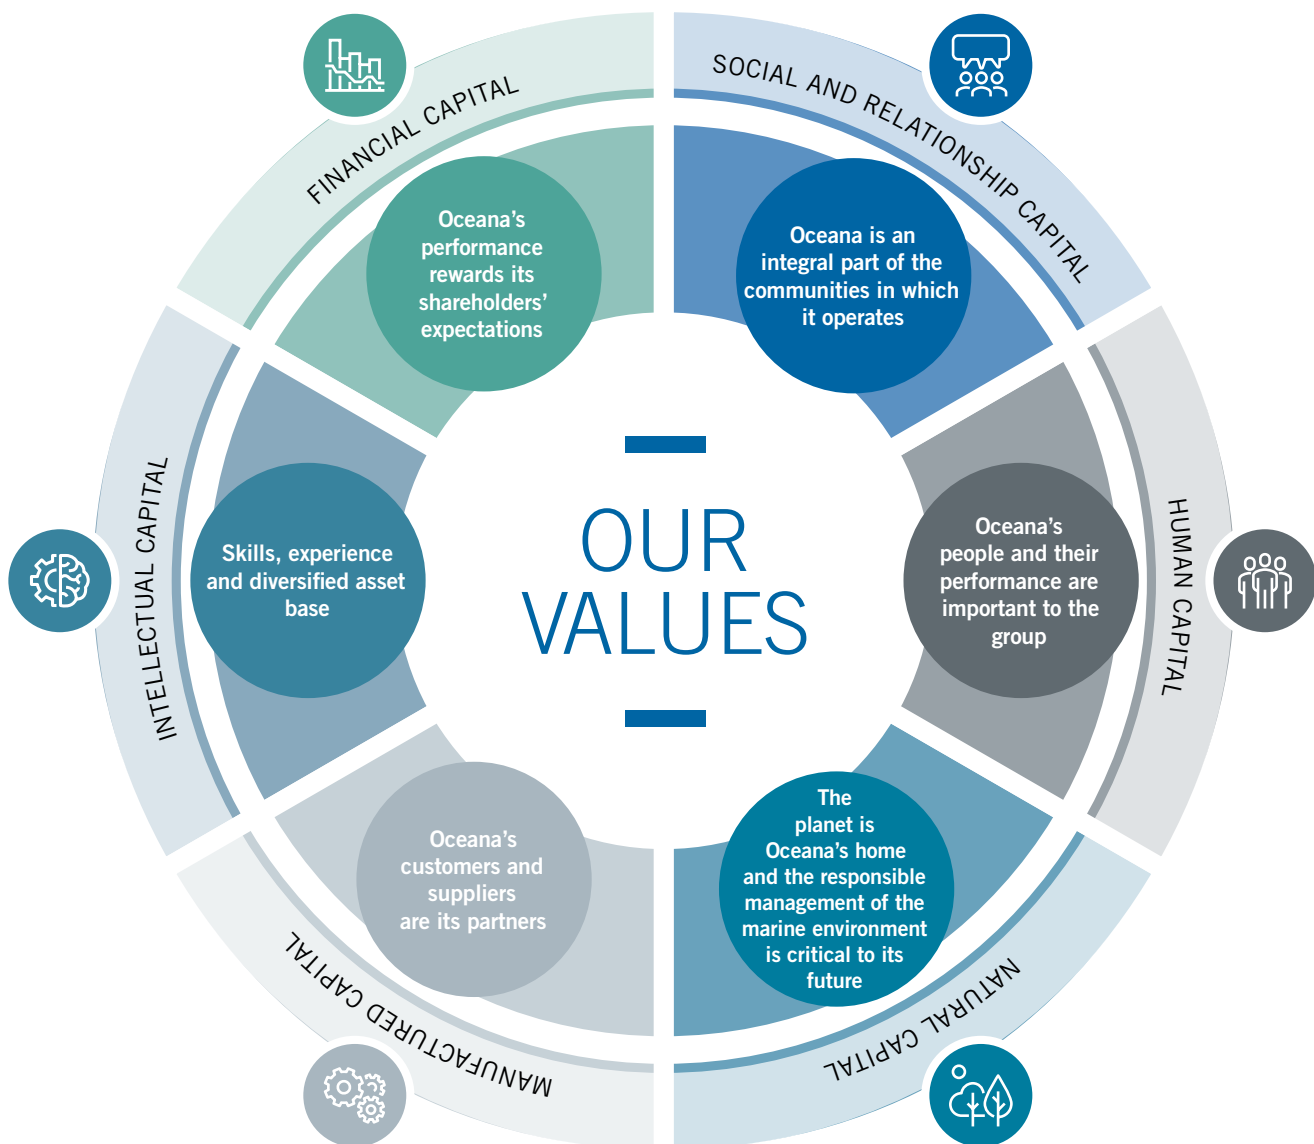 FINANCIAL CAPITAL
Oceana’s
performance
rewards its
shareholders’
expectations
SOCIAL AND RELATIONSHIP CAPITAL
Oceana is an
integral part of the
communities in which
it operates
HUMAN CAPITAL
Oceana’s
people and their
performance are
important to the
group
NATURAL CAPITAL
The
planet is
Oceana’s home
and the responsible
management of the
marine environment
is critical to its
future
MANUFACTURED CAPITAL
Oceana’s
customers and
suppliers
are its partners
INTELLECTUAL CAPITAL
Skills, experience
and diversified asset
base
OUR
VALUES